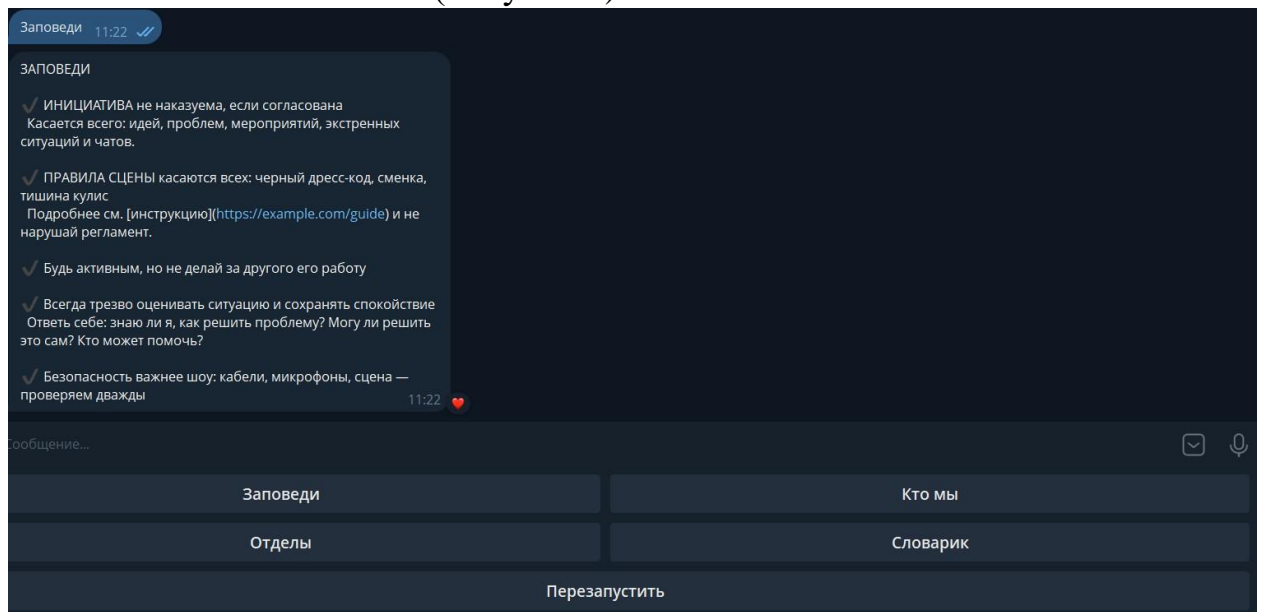 Заповеди 11:22
ЗАПОВЕДИ
✔ ИНИЦИАТИВА не наказуема, если согласована
Касается всего: идей, проблем, мероприятий, экстренных
ситуаций и чатов.
✔ ПРАВИЛА СЦЕНЫ касаются всех: черный дресс-код, сменка,
тишина кулис
Подробнее см. [инструкцию](https://example.com/guide) и не
нарушай регламент.
✔ Будь активным, но не делай за другого его работу
✔ Всегда трезво оценивать ситуацию и сохранять спокойствие
Ответь себе: знаю ли я, как решить проблему? Могу ли решить
это сам? Кто может помочь?
✔ Безопасность важнее шоу: кабели, микрофоны, сцена —
проверяем дважды 11:22 ❤️
Сообщение...
Заповеди Кто мы
Отделы Словарик
Перезапустить